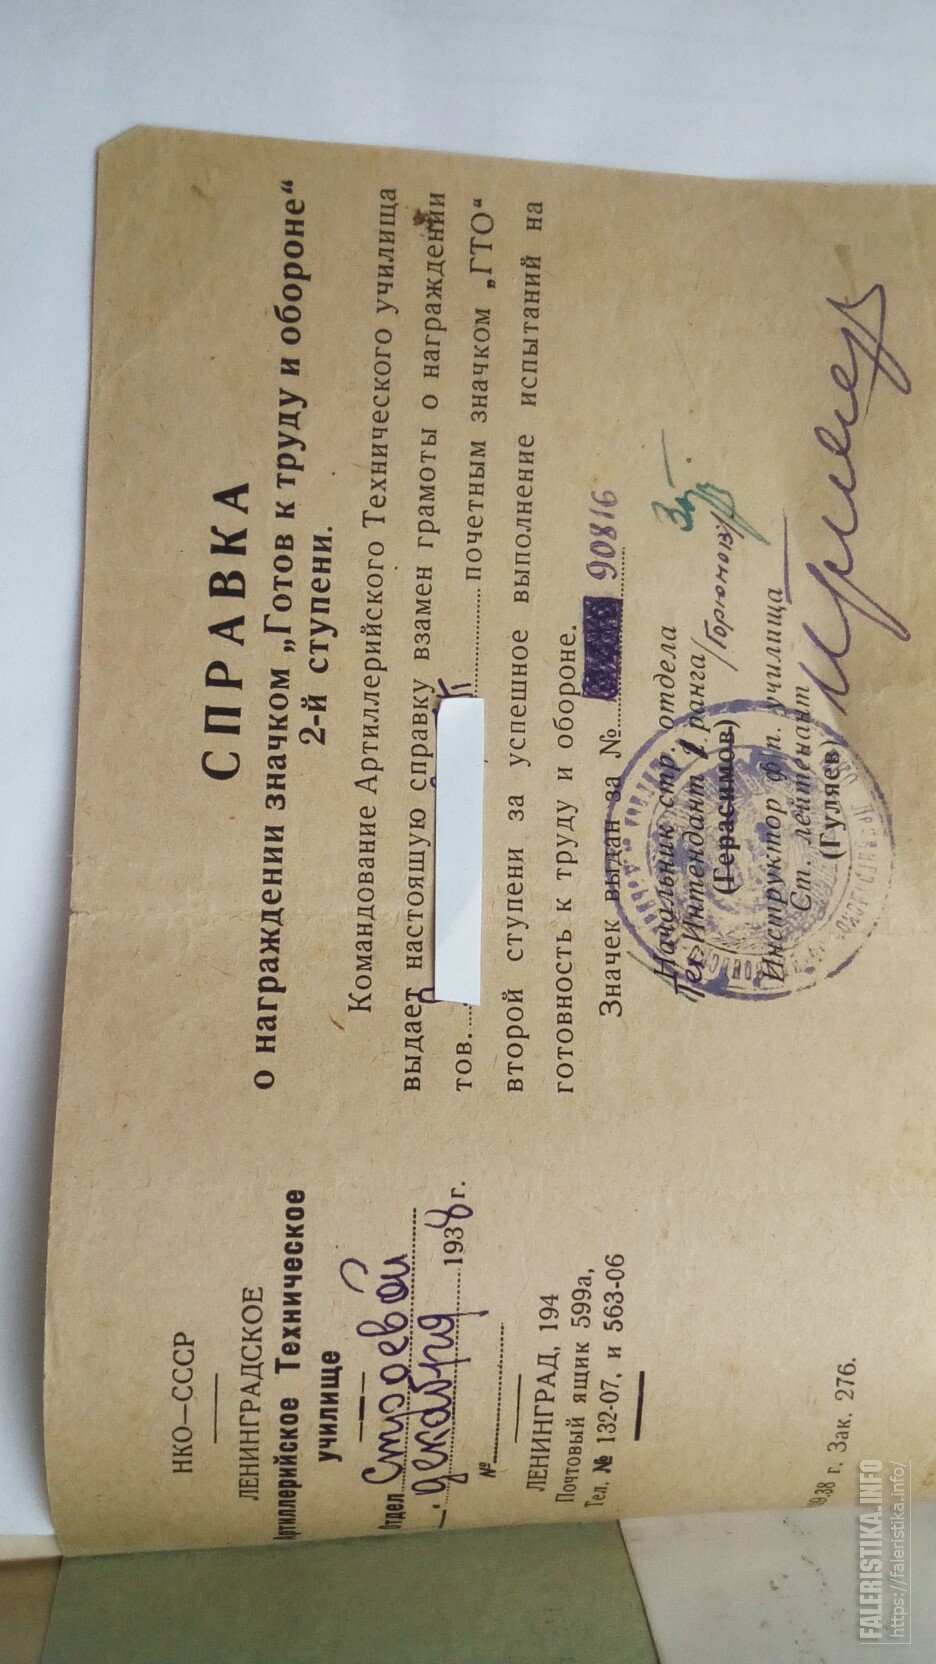 НКО—СССР
ЛЕНИНГРАДСКОЕ
Артиллерийское Техническое
училище
Отдел Строевой
декабря 1938 г.
№
ЛЕНИНГРАД, 194
Почтовый ящик 599а,
Тел. № 132-07, и 563-06
СПРАВКА
о награждении значком „Готов к труду и обороне“
2-й ступени.
Командование Артиллерийского Технического училища
выдает настоящую справку взамен грамоты о награждении
тов. почетным значком „ГТО“
второй ступени за успешное выполнение испытаний на
готовность к труду и обороне.
Значек выдан за № 90816
Начальник стр. отдела
Тех. Интендант 1 ранга
(Герасимов)
Инструктор ф/п. училища
Ст. лейтенант
(Гуляев)
1938 г. Зак. 276.
FALERISTIKA.INFO
https://faleristika.info/